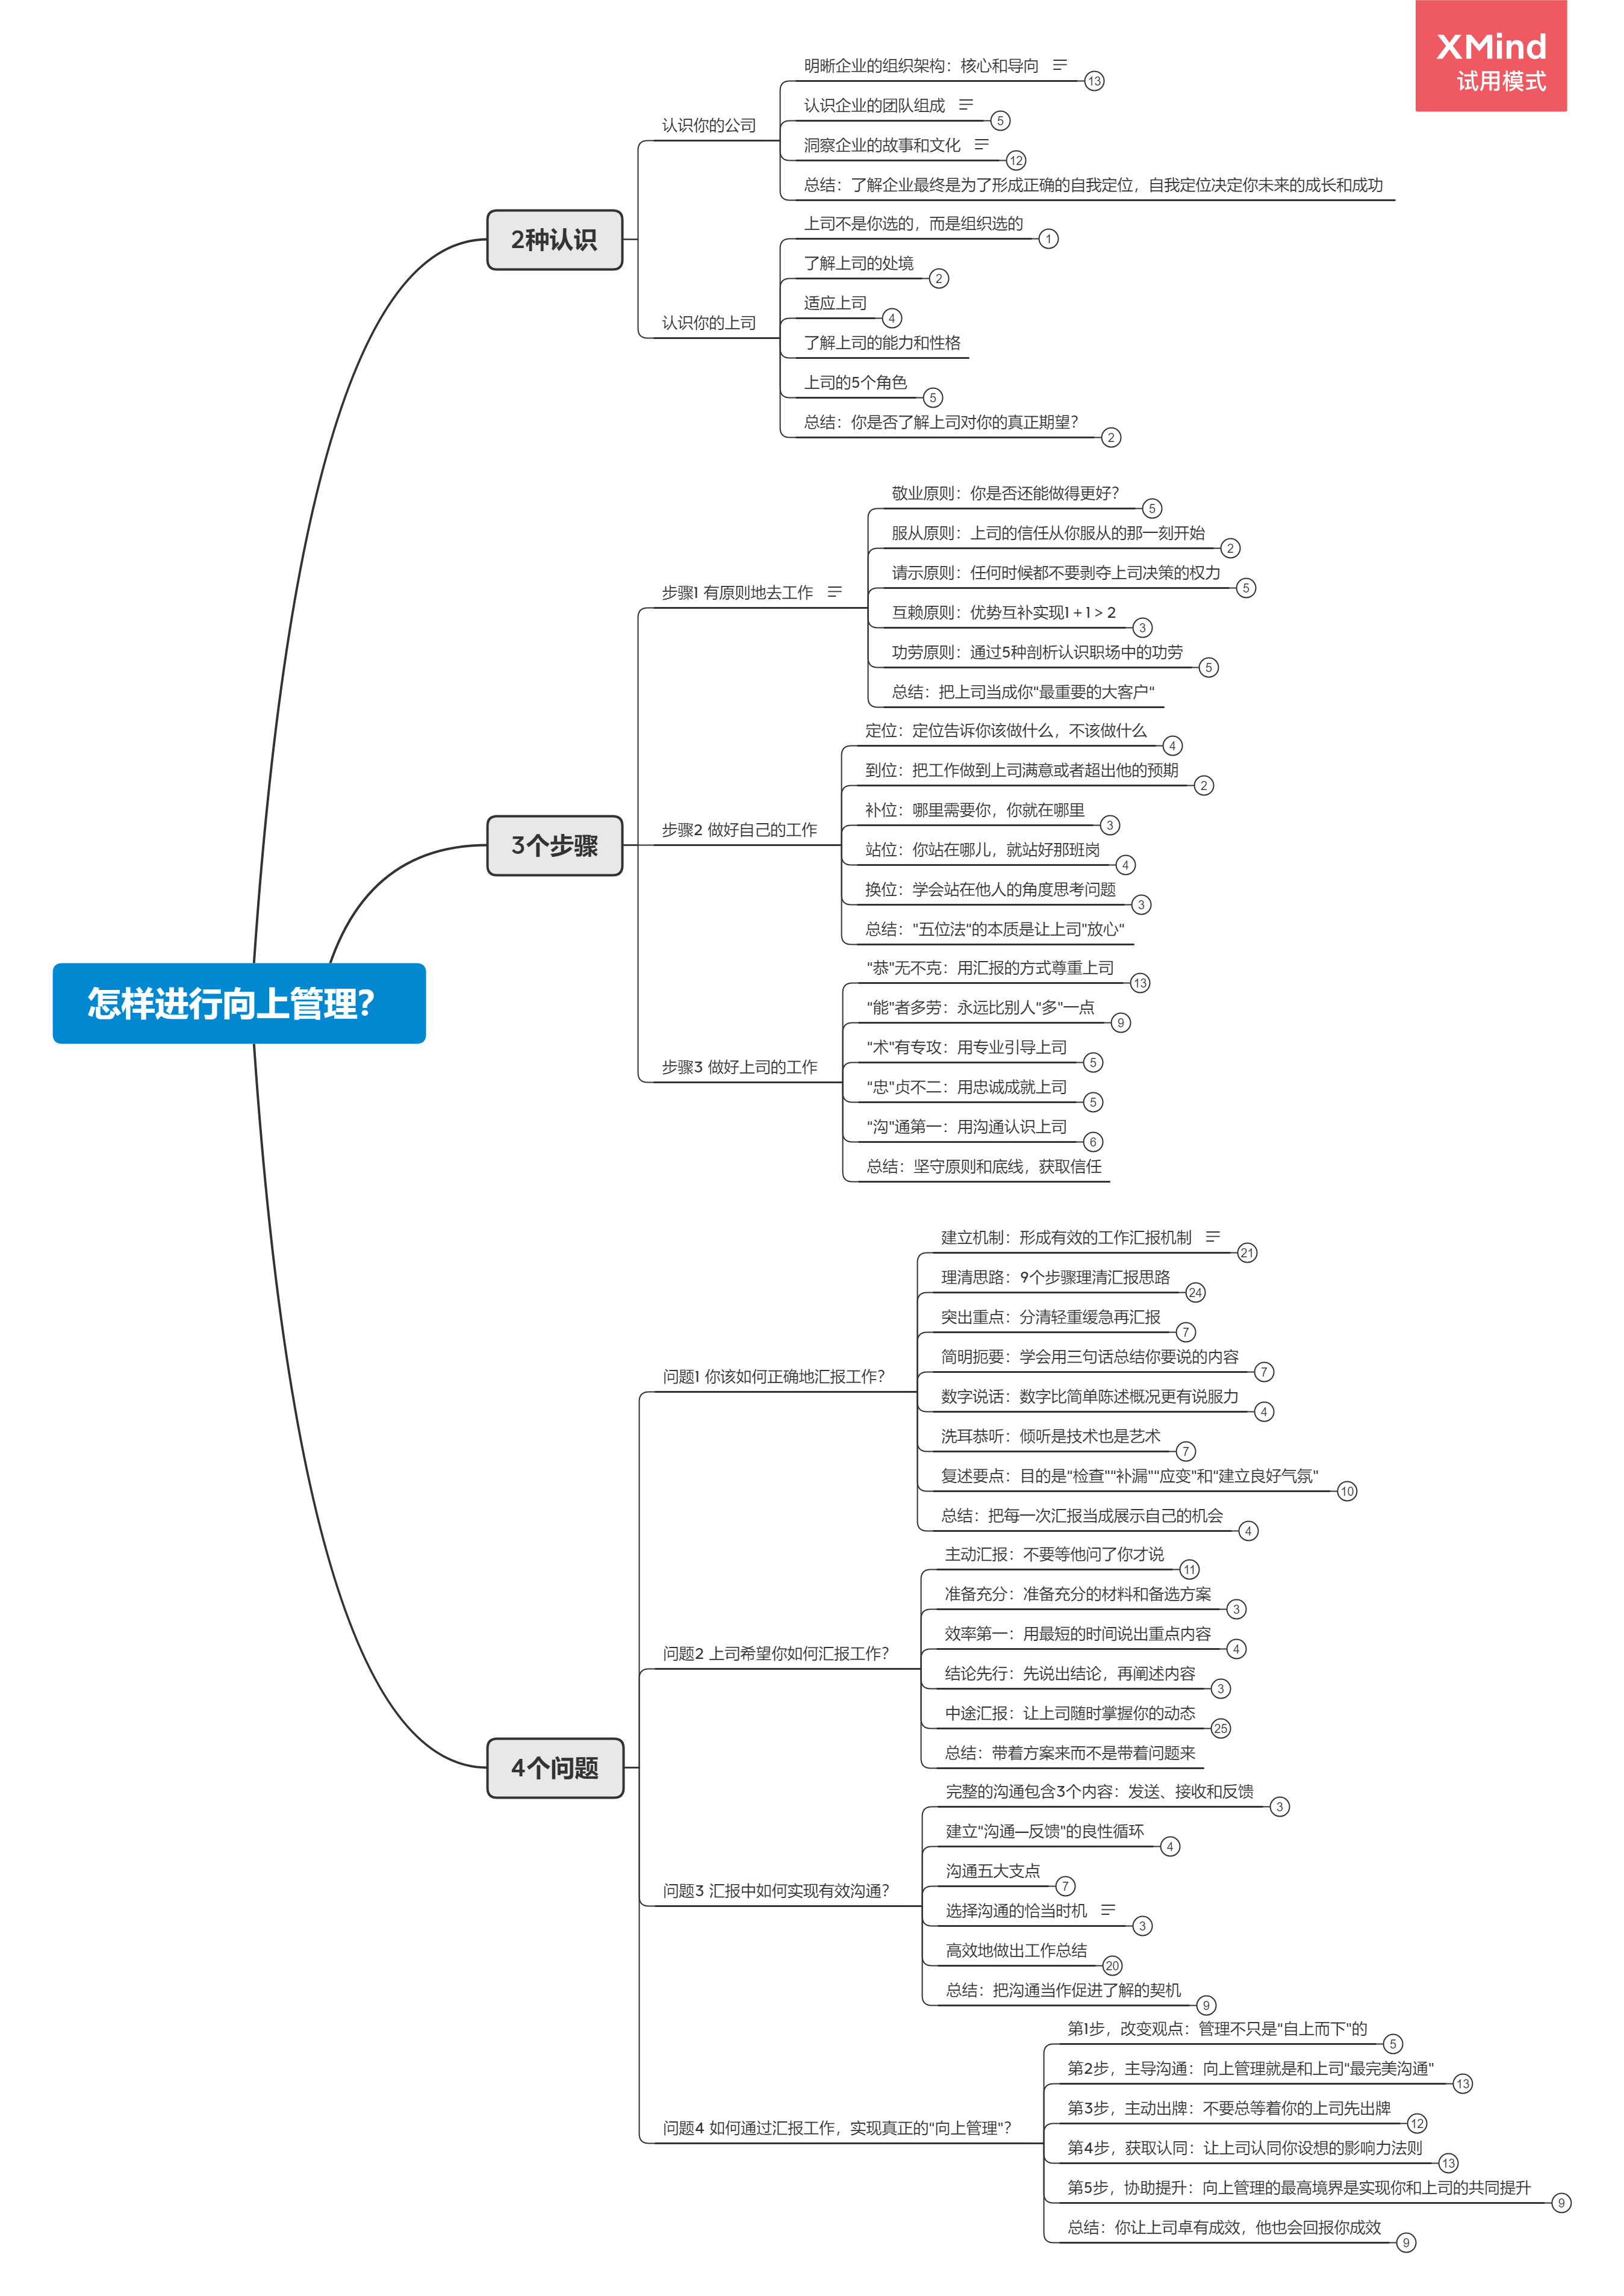 XMind
试用模式
怎样进行向上管理？
2种认识
认识你的公司
明晰企业的组织架构：核心和导向
13
认识企业的团队组成
5
洞察企业的故事和文化
12
总结：了解企业最终是为了形成正确的自我定位，自我定位决定你未来的成长和成功
认识你的上司
上司不是你选的，而是组织选的
1
了解上司的处境
2
适应上司
4
了解上司的能力和性格
上司的5个角色
5
总结：你是否了解上司对你的真正期望？
2
3个步骤
步骤1 有原则地去工作
敬业原则：你是否还能做得更好？
5
服从原则：上司的信任从你服从的那一刻开始
2
请示原则：任何时候都不要剥夺上司决策的权力
5
互赖原则：优势互补实现1 + 1 > 2
3
功劳原则：通过5种剖析认识职场中的功劳
5
总结：把上司当成你"最重要的大客户"
步骤2 做好自己的工作
定位：定位告诉你该做什么，不该做什么
4
到位：把工作做到上司满意或者超出他的预期
2
补位：哪里需要你，你就在哪里
3
站位：你站在哪儿，就站好那班岗
4
换位：学会站在他人的角度思考问题
3
总结："五位法"的本质是让上司"放心"
步骤3 做好上司的工作
"恭"无不克：用汇报的方式尊重上司
13
"能"者多劳：永远比别人"多"一点
9
"术"有专攻：用专业引导上司
5
"忠"贞不二：用忠诚成就上司
5
"沟"通第一：用沟通认识上司
6
总结：坚守原则和底线，获取信任
4个问题
问题1 你该如何正确地汇报工作？
建立机制：形成有效的工作汇报机制
21
理清思路：9个步骤理清汇报思路
24
突出重点：分清轻重缓急再汇报
7
简明扼要：学会用三句话总结你要说的内容
7
数字说话：数字比简单陈述概况更有说服力
4
洗耳恭听：倾听是技术也是艺术
7
复述要点：目的是"检查""补漏""应变"和"建立良好气氛"
10
总结：把每一次汇报当成展示自己的机会
4
问题2 上司希望你如何汇报工作？
主动汇报：不要等他问了你才说
11
准备充分：准备充分的材料和备选方案
3
效率第一：用最短的时间说出重点内容
4
结论先行：先说出结论，再阐述内容
3
中途汇报：让上司随时掌握你的动态
25
总结：带着方案来而不是带着问题来
问题3 汇报中如何实现有效沟通？
完整的沟通包含3个内容：发送、接收和反馈
3
建立"沟通—反馈"的良性循环
4
沟通五大支点
7
选择沟通的恰当时机
3
高效地做出工作总结
20
总结：把沟通当作促进了解的契机
9
问题4 如何通过汇报工作，实现真正的"向上管理"？
第1步，改变观点：管理不只是"自上而下"的
5
第2步，主导沟通：向上管理就是和上司"最完美沟通"
13
第3步，主动出牌：不要总等着你的上司先出牌
12
第4步，获取认同：让上司认同你设想的影响力法则
13
第5步，协助提升：向上管理的最高境界是实现你和上司的共同提升
9
总结：你让上司卓有成效，他也会回报你成效
9